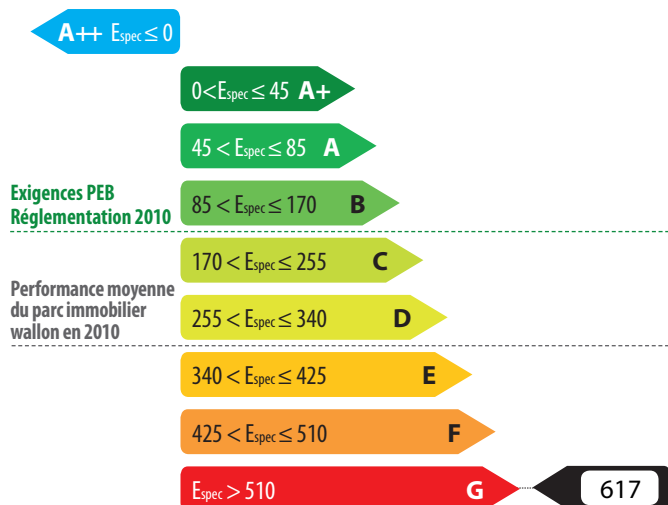 A++ Espec ≤ 0
0<Espec ≤ 45 A+
45 < Espec ≤ 85 A
Exigences PEB
Réglementation 2010
85 < Espec ≤ 170 B
170 < Espec ≤ 255 C
Performance moyenne
du parc immobilier
wallon en 2010
255 < Espec ≤ 340 D
340 < Espec ≤ 425 E
425 < Espec ≤ 510 F
Espec > 510 G
617